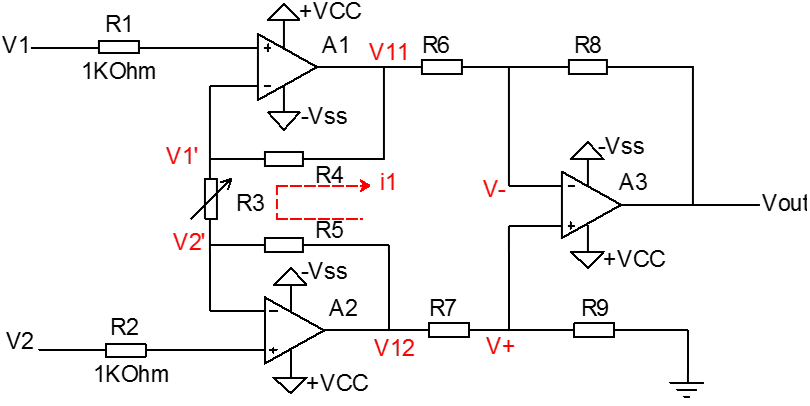 +VCC
R1
V1
A1
V11
R6
R8
1KOhm
-Vss
-Vss
V1'
R4
i1
V-
A3
R3
Vout
V2'
R5
-Vss
+VCC
A2
R7
R9
R2
V2
V12
V+
1KOhm
+VCC